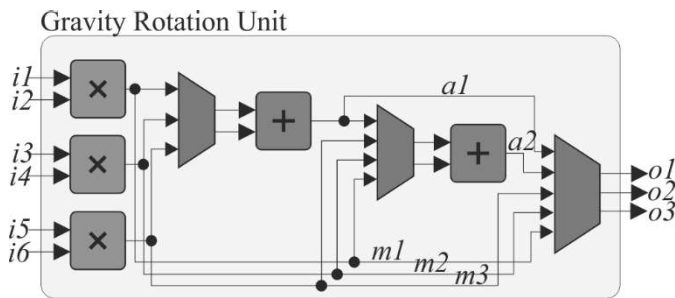 Gravity Rotation Unit
i1
i2
i3
i4
i5
i6
×
×
×
+
+
a1
a2
m1
m2
m3
o1
o2
o3